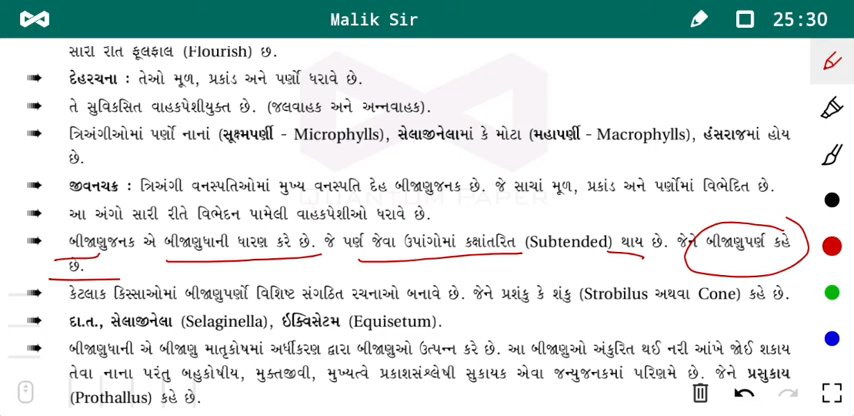 Malik Sir
25:30
સારા રાત ફૂલફાલ (Flourish) છે.
દેહરચના : તેઓ મૂળ, પ્રકાંડ અને પર્ણો ધરાવે છે.
તે સુવિકસિત વાહકપેશીયુક્ત છે. (જલવાહક અને અન્નવાહક).
ત્રિઅંગીઓમાં પર્ણો નાનાં (સૂક્ષ્મપર્ણી - Microphylls), સેલાજીનેલામાં કે મોટા (મહાપર્ણી - Macrophylls), હંસરાજમાં હોય
છે.
જીવનચક્ર : ત્રિઅંગી વનસ્પતિઓમાં મુખ્ય વનસ્પતિ દેહ બીજાણુજનક છે. જે સાચાં મૂળ, પ્રકાંડ અને પર્ણોમાં વિભેદિત છે.
આ અંગો સારી રીતે વિભેદન પામેલી વાહકપેશીઓ ધરાવે છે.
QUANTUM PAPER
બીજાણુજનક એ બીજાણુધાની ધારણ કરે છે. જે પર્ણ જેવા ઉપાંગોમાં કક્ષાંતરિત (Subtended) થાય છે. જેને બીજાણુપર્ણ કહે
છે.
કેટલાક કિસ્સાઓમાં બીજાણુપર્ણો વિશિષ્ટ સંગઠિત રચનાઓ બનાવે છે. જેને પ્રશંકુ કે શંકુ (Strobilus અથવા Cone) કહે છે.
દા.ત., સેલાજીનેલા (Selaginella), ઇક્વિસેટમ (Equisetum).
બીજાણુધાની એ બીજાણુ માતૃકોષમાં અર્ધીકરણ દ્વારા બીજાણુઓ ઉત્પન્ન કરે છે. આ બીજાણુઓ અંકુરિત થઈ નરી આંખે જોઈ શકાય
તેવા નાના પરંતુ બહુકોષીય, મુક્તજીવી, મુખ્યત્વે પ્રકાશસંશ્લેષી સુકાયક એવા જન્યુજનકમાં પરિણમે છે. જેને પ્રસુકાય
(Prothallus) કહે છે.